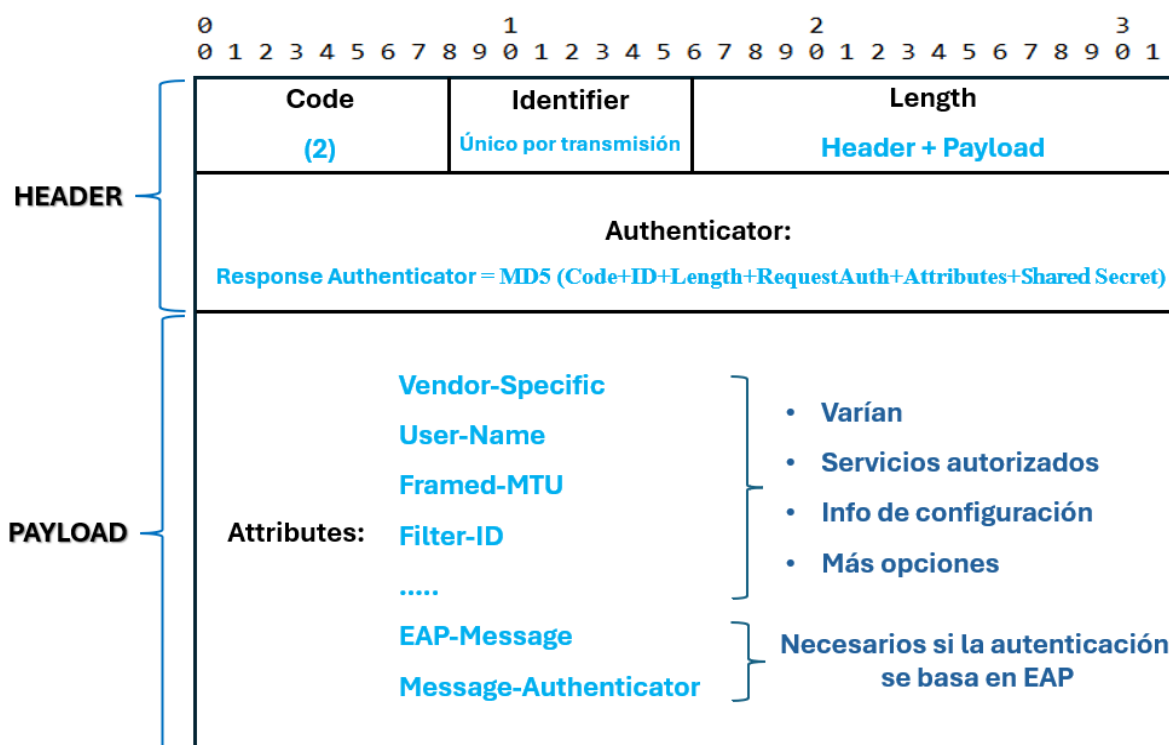 0 1 2 3
0 1 2 3 4 5 6 7 8 9 0 1 2 3 4 5 6 7 8 9 0 1 2 3 4 5 6 7 8 9 0 1
Code Identifier Length
(2) Único por transmisión Header + Payload
HEADER
Authenticator:
Response Authenticator = MD5 (Code+ID+Length+RequestAuth+Attributes+Shared Secret)
PAYLOAD
Attributes:
Vendor-Specific
User-Name
Framed-MTU
Filter-ID
.....
EAP-Message
Message-Authenticator
• Varían
• Servicios autorizados
• Info de configuración
• Más opciones
Necesarios si la autenticación
se basa en EAP